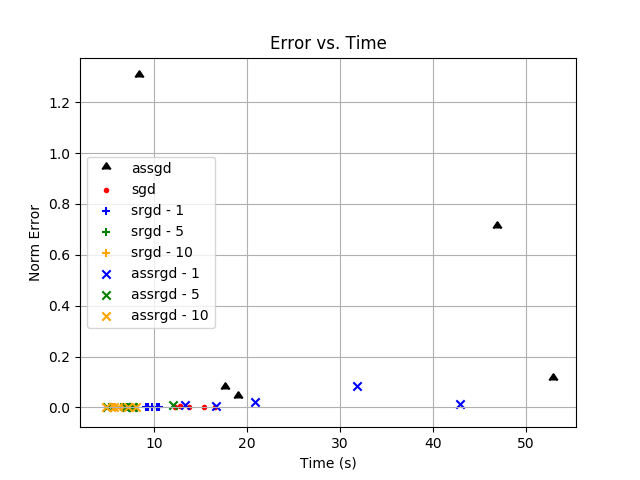 Error vs. Time
1.2
1.0
0.8
0.6
0.4
0.2
0.0
Norm Error
assgd
sgd
srgd - 1
srgd - 5
srgd - 10
assrgd - 1
assrgd - 5
assrgd - 10
10 20 30 40 50
Time (s)